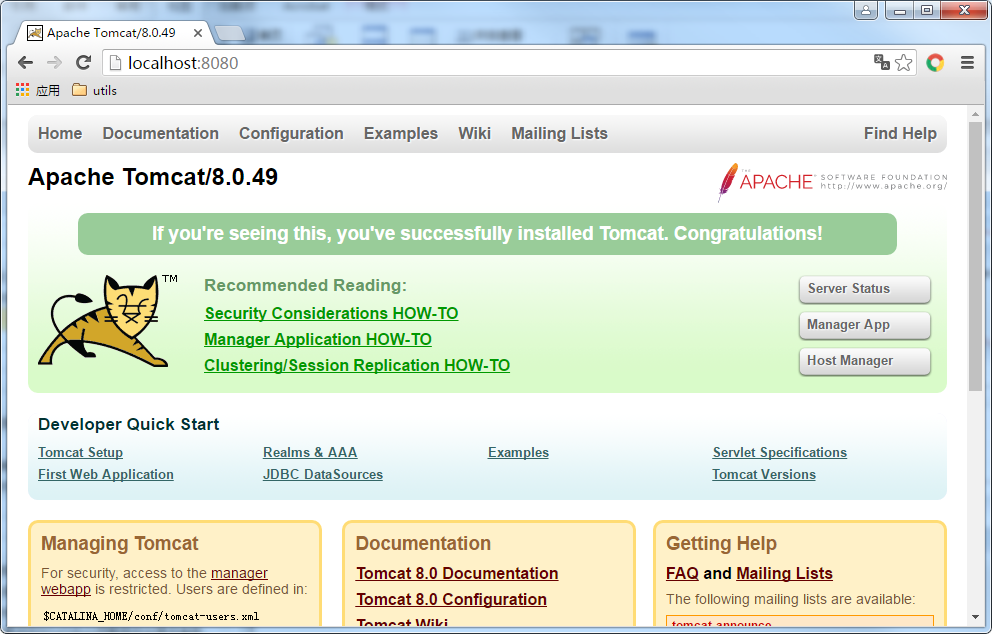 Apache Tomcat/8.0.49
localhost:8080
应用 utils
Home Documentation Configuration Examples Wiki Mailing Lists Find Help
Apache Tomcat/8.0.49
THE APACHE™ SOFTWARE FOUNDATION
http://www.apache.org/
If you're seeing this, you've successfully installed Tomcat. Congratulations!
TM
Recommended Reading:
Security Considerations HOW-TO
Manager Application HOW-TO
Clustering/Session Replication HOW-TO
Server Status
Manager App
Host Manager
Developer Quick Start
Tomcat Setup
First Web Application
Realms & AAA
JDBC DataSources
Examples
Servlet Specifications
Tomcat Versions
Managing Tomcat
For security, access to the manager
webapp is restricted. Users are defined in:
$CATALINA_HOME/conf/tomcat-users.xml
Documentation
Tomcat 8.0 Documentation
Tomcat 8.0 Configuration
Tomcat Wiki
Getting Help
FAQ and Mailing Lists
The following mailing lists are available:
tomcat-announce